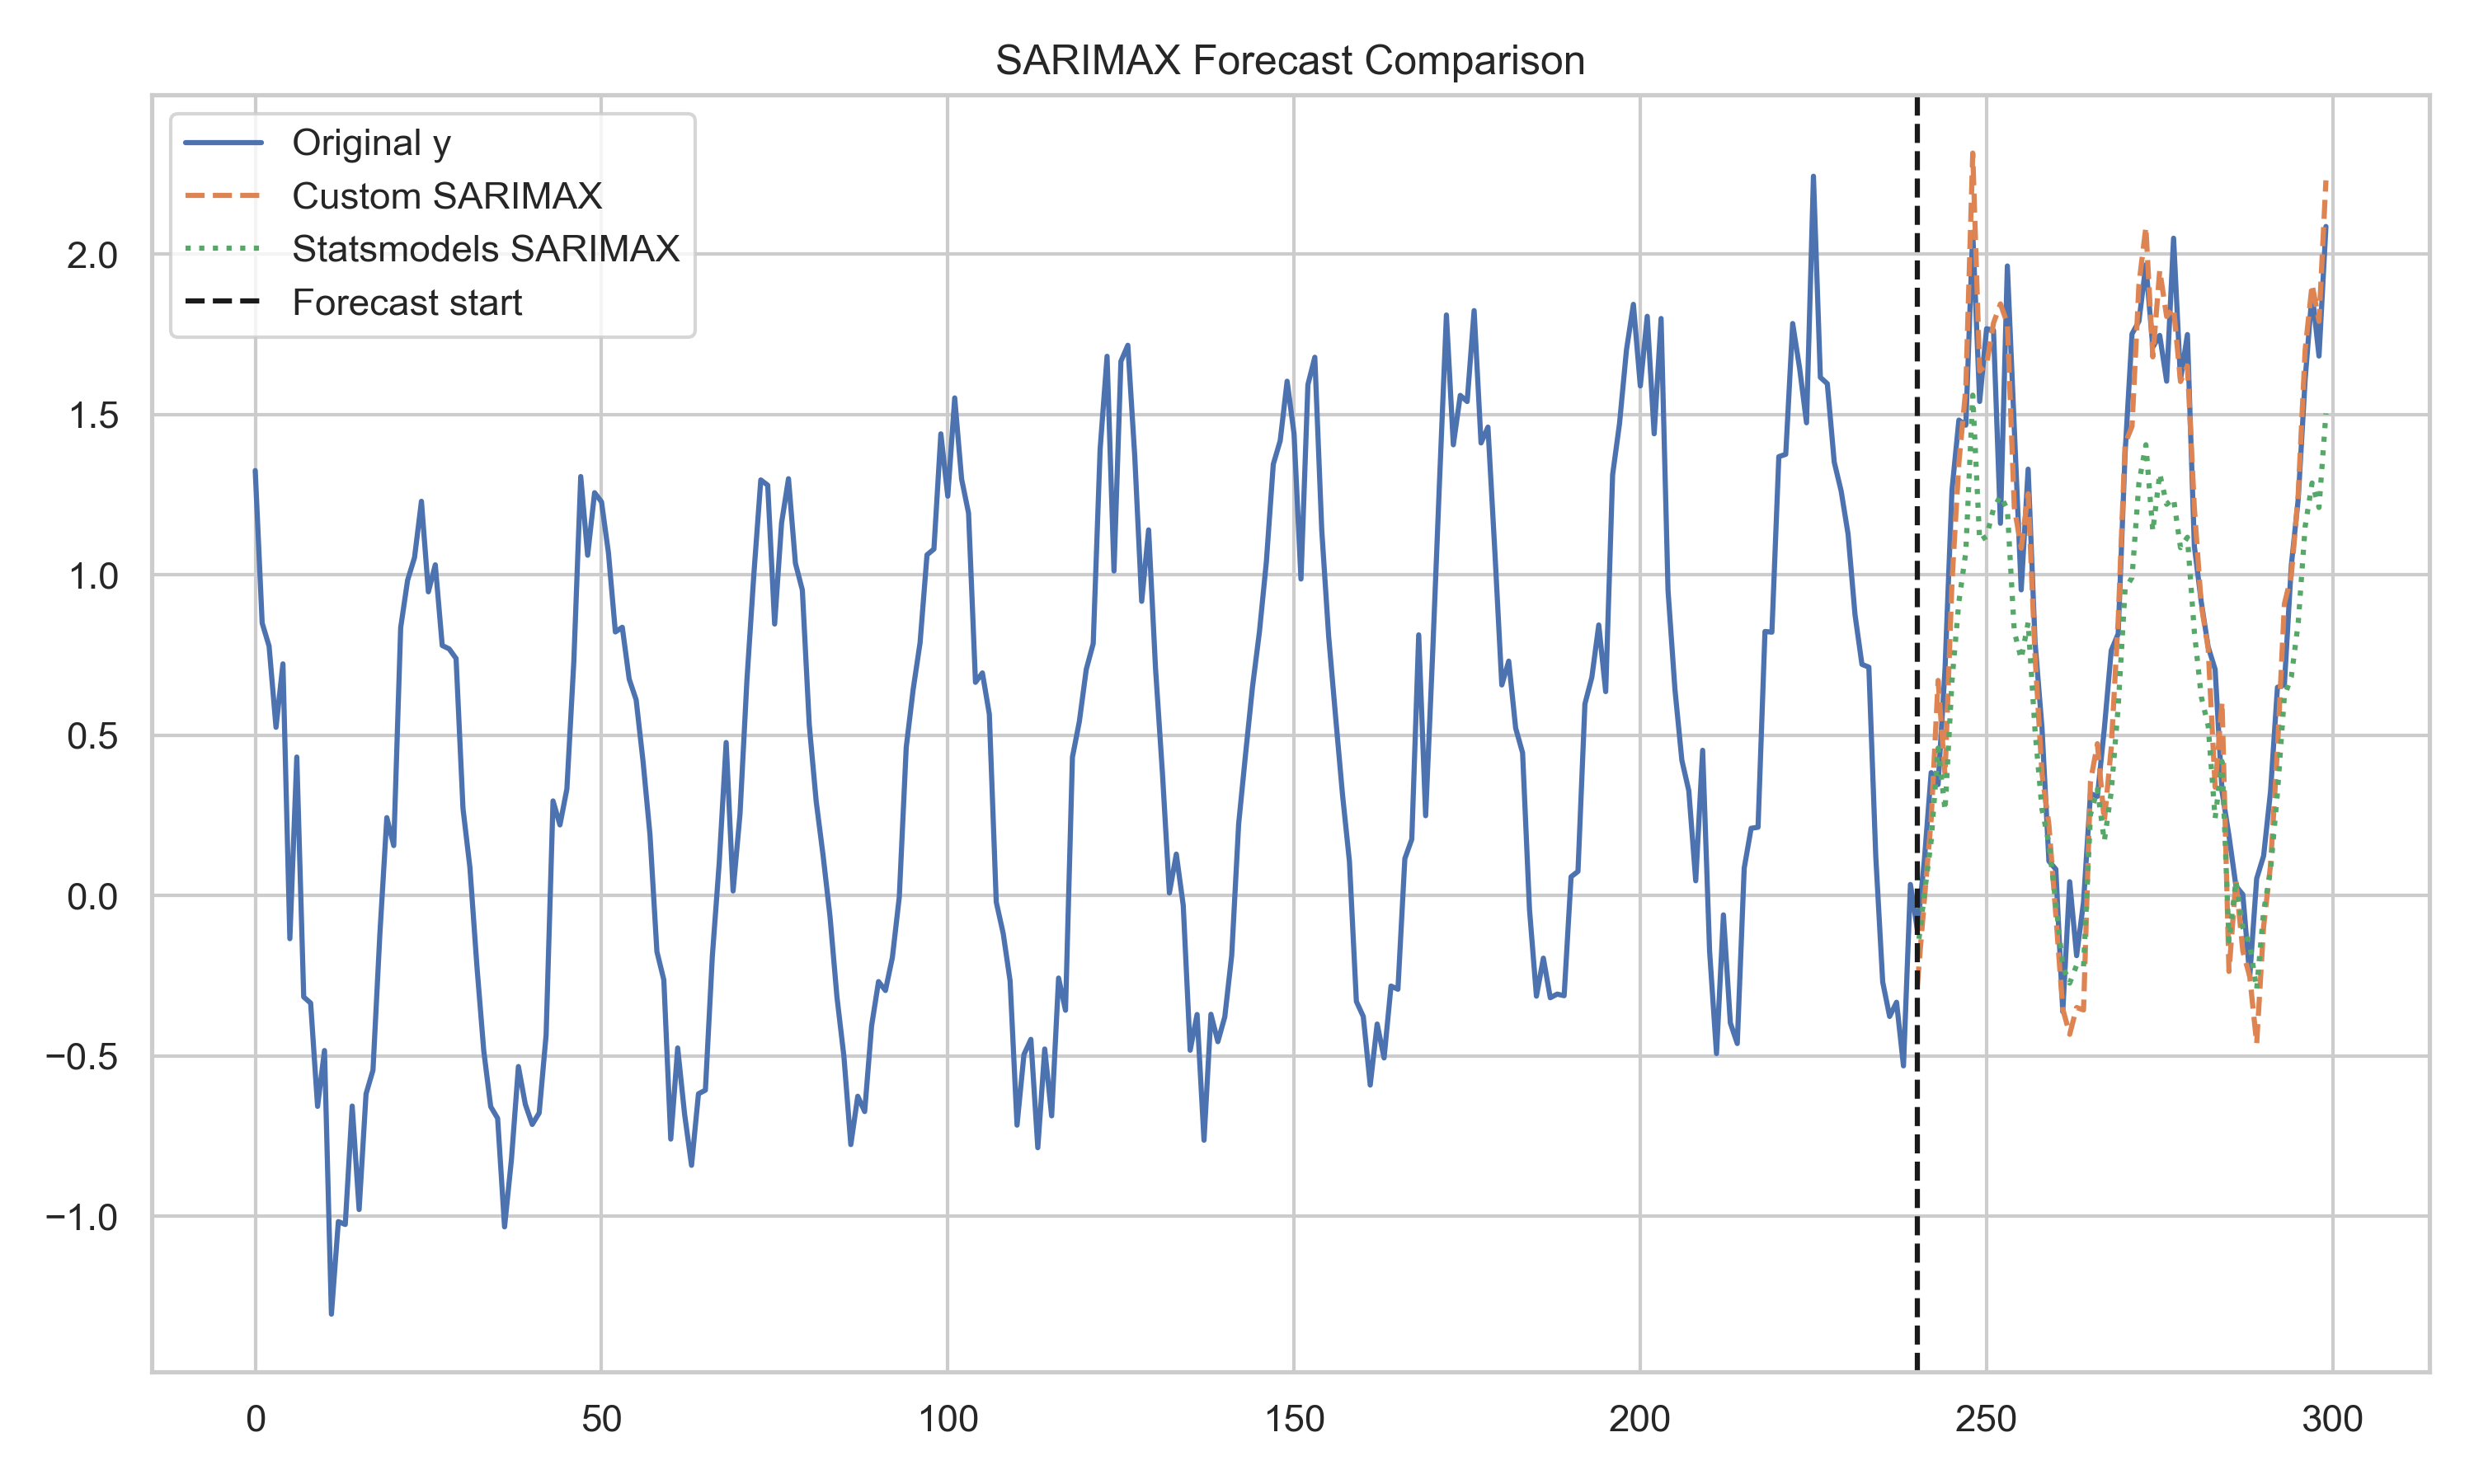 SARIMAX Forecast Comparison
Original y
Custom SARIMAX
Statsmodels SARIMAX
Forecast start
2.0
1.5
1.0
0.5
0.0
−0.5
−1.0
0 50 100 150 200 250 300